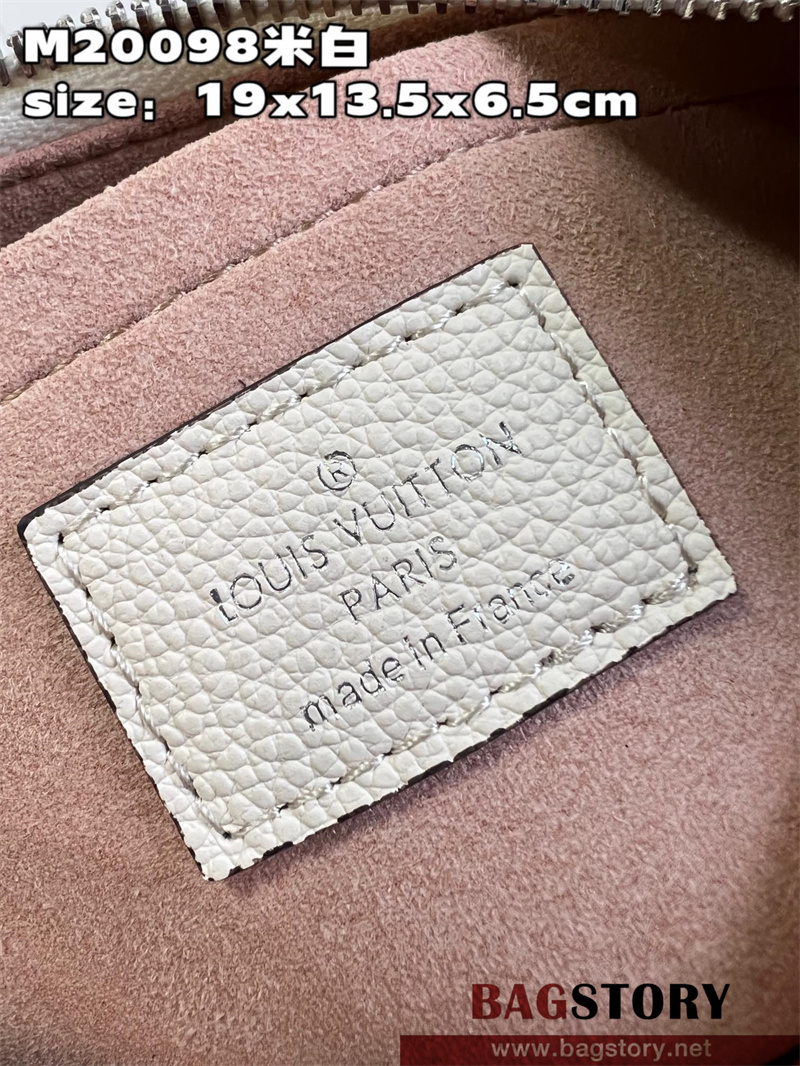 M20098米白
size：19x13.5x6.5cm
®
LOUIS VUITTON
PARIS
made in France
BAGSTORY
www.bagstory.net